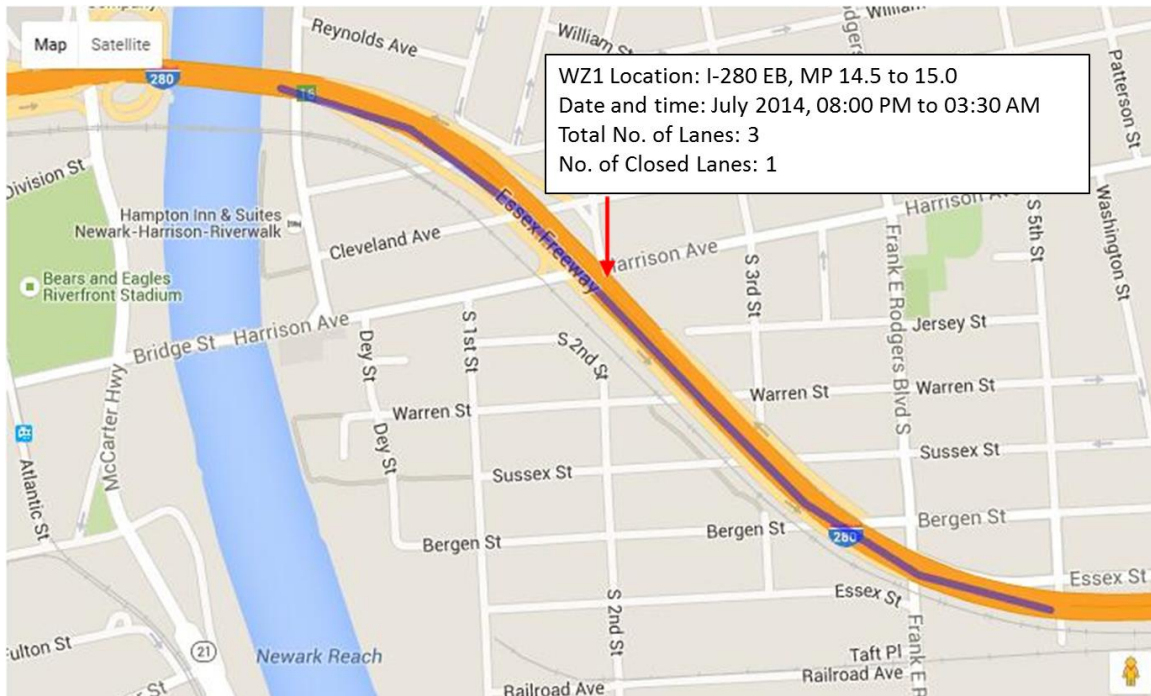 Company
Map
Satellite
280
16
Reynolds Ave
William St
William
Patterson St
WZ1 Location: I-280 EB, MP 14.5 to 15.0
Date and time: July 2014, 08:00 PM to 03:30 AM
Total No. of Lanes: 3
No. of Closed Lanes: 1
Division St
Hampton Inn & Suites
Newark-Harrison-Riverwalk
Cleveland Ave
Essex Freeway
Harrison Ave
Harrison Ave
S 5th St
Washington St
Bears and Eagles
Riverfront Stadium
Bridge St
Harrison Ave
S 3rd St
Frank E Rodgers Blvd S
Jersey St
McCarter Hwy
Dey St
S 1st St
S 2nd St
Warren St
Warren St
Warren St
Dey St
Sussex St
Sussex St
Atlantic St
Bergen St
Bergen St
Bergen St
280
Essex St
Essex St
S 2nd St
21
Newark Reach
Fulton St
Taft Pl
Railroad Ave
Railroad Ave
Frank E R